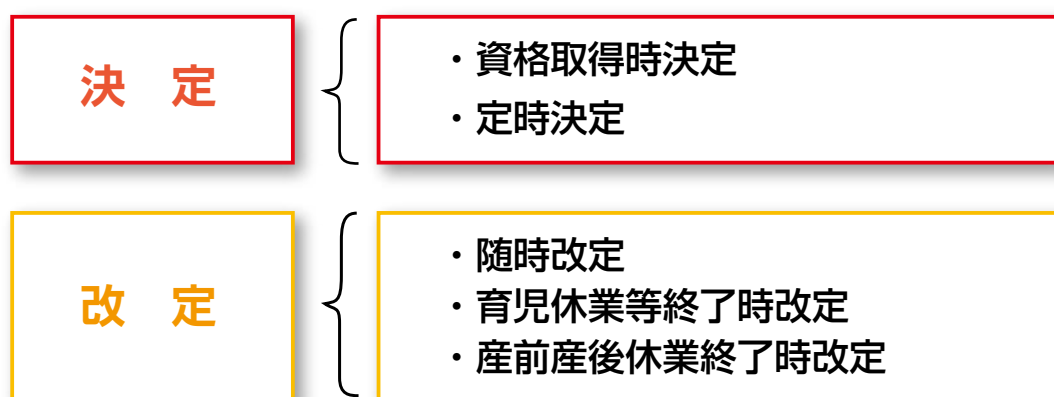 決　定
・資格取得時決定
・定時決定
改　定
・随時改定
・育児休業等終了時改定
・産前産後休業終了時改定